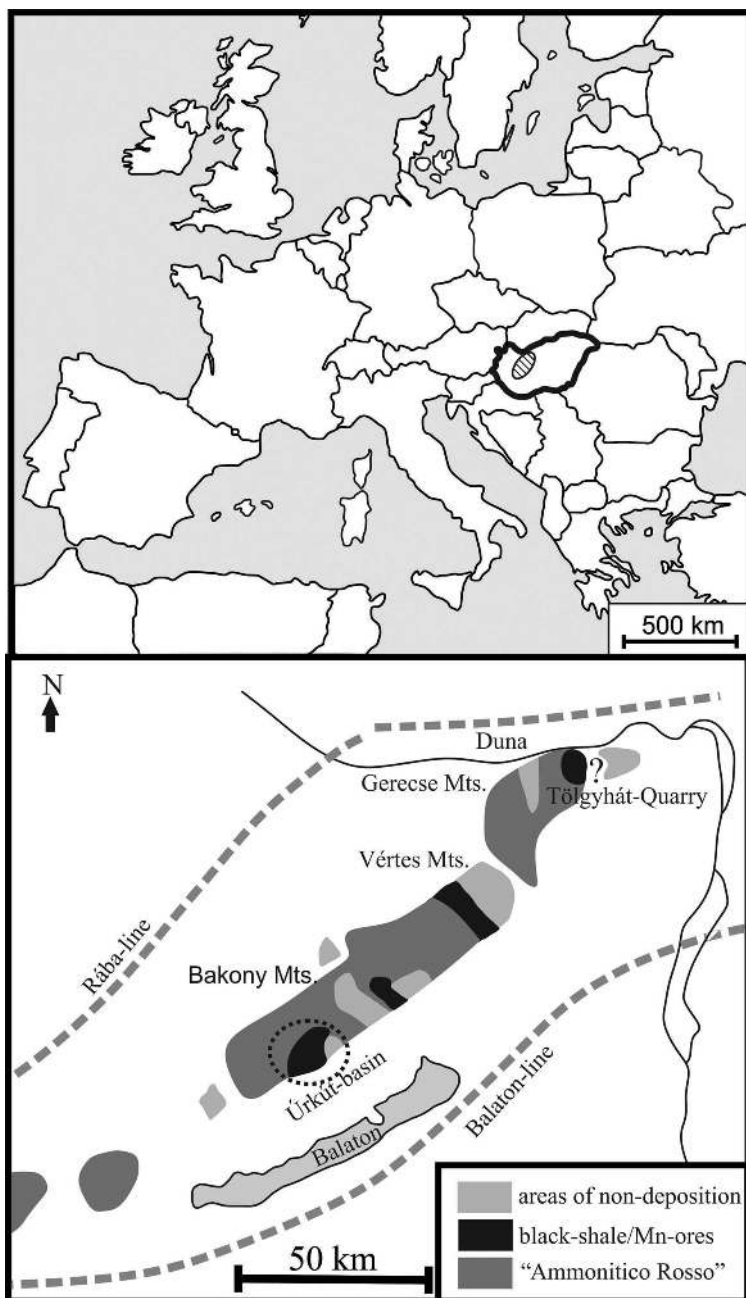 500 km
N
Duna
Gerecse Mts.
?
Tölgyhát-Quarry
Vértes Mts.
Rába-line
Bakony Mts.
Úrkút-basin
Balaton
Balaton-line
areas of non-deposition
black-shale/Mn-ores
"Ammonitico Rosso"
50 km